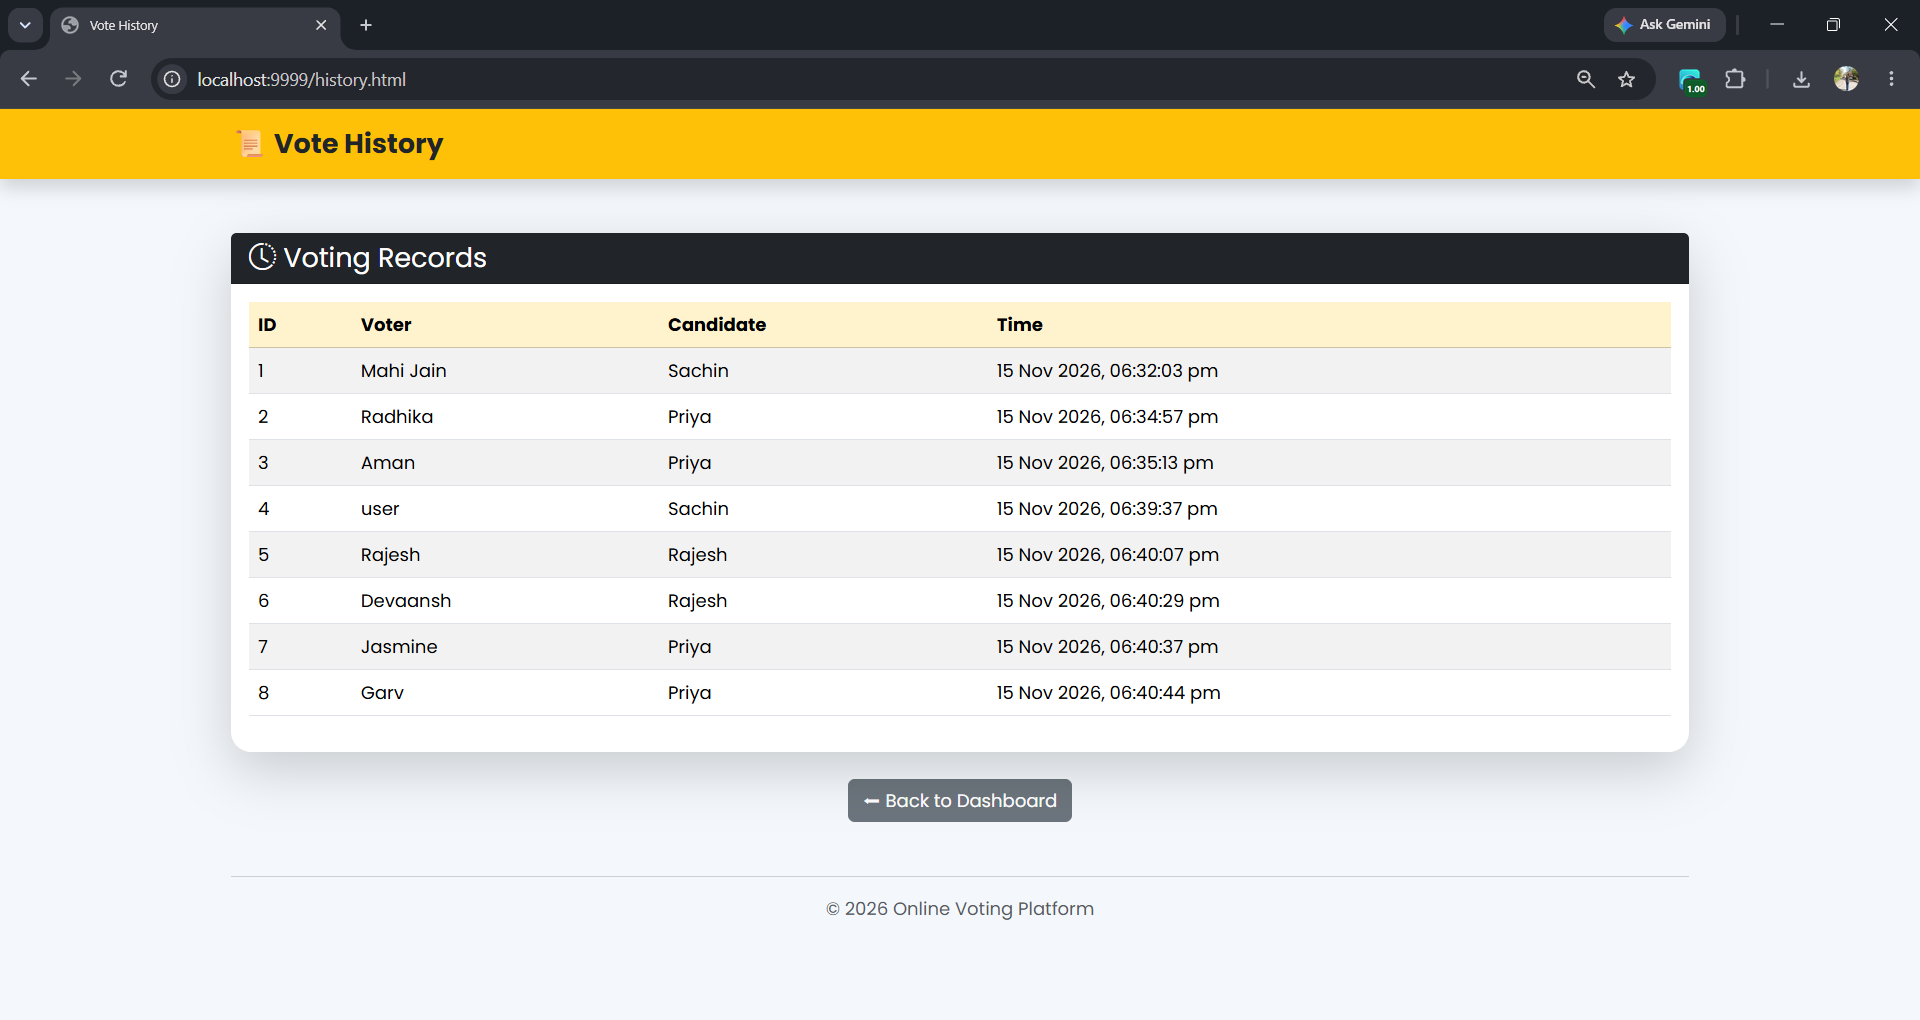 Vote History
Ask Gemini
localhost:9999/history.html
1.00
📜 Vote History
Voting Records
ID Voter Candidate Time
1 Mahi Jain Sachin 15 Nov 2026, 06:32:03 pm
2 Radhika Priya 15 Nov 2026, 06:34:57 pm
3 Aman Priya 15 Nov 2026, 06:35:13 pm
4 user Sachin 15 Nov 2026, 06:39:37 pm
5 Rajesh Rajesh 15 Nov 2026, 06:40:07 pm
6 Devaansh Rajesh 15 Nov 2026, 06:40:29 pm
7 Jasmine Priya 15 Nov 2026, 06:40:37 pm
8 Garv Priya 15 Nov 2026, 06:40:44 pm
⬅ Back to Dashboard
© 2026 Online Voting Platform